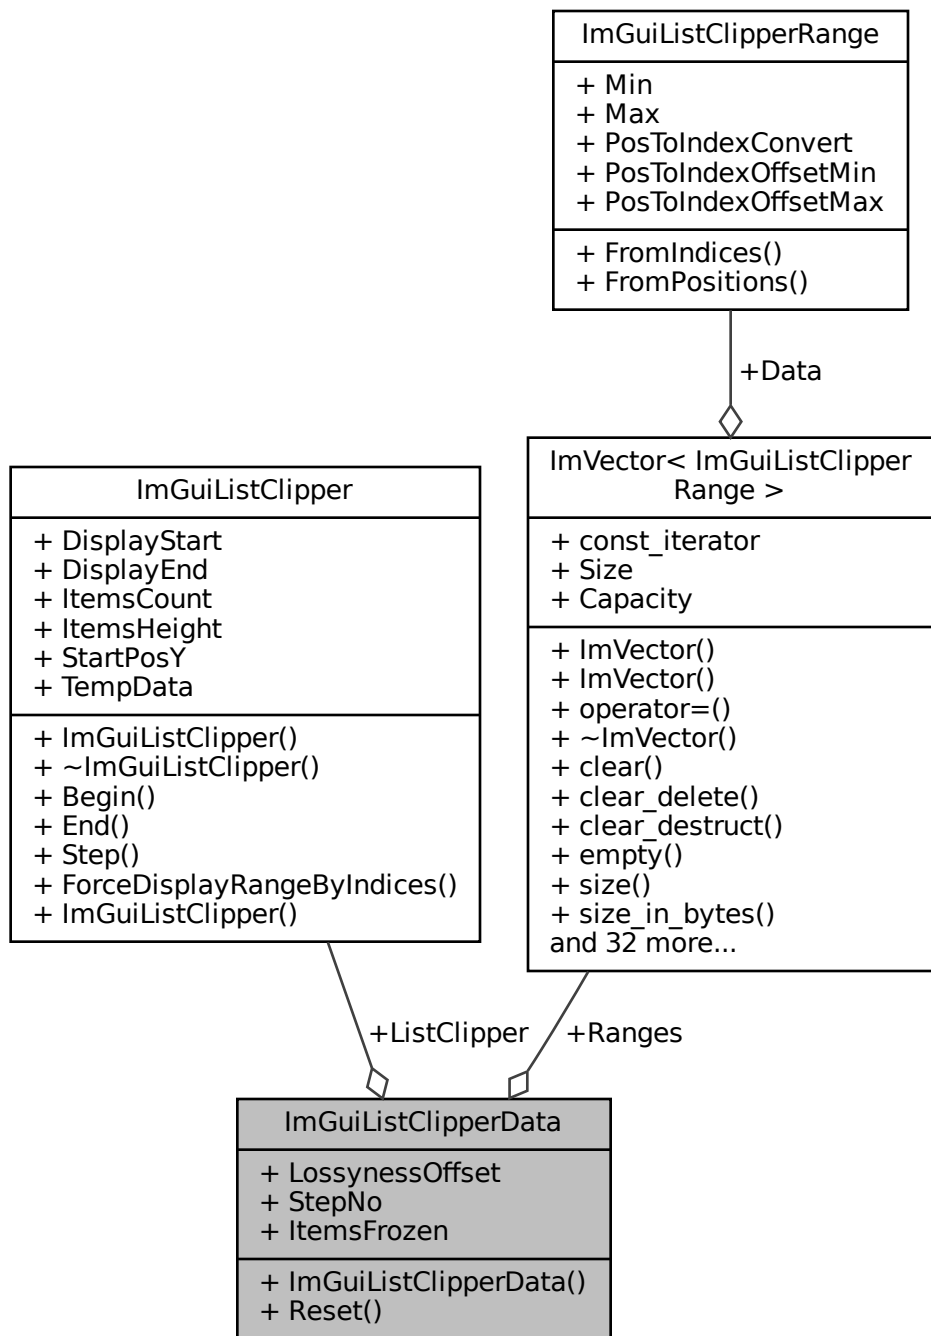 ImGuiListClipperRange
+ Min
+ Max
+ PosToIndexConvert
+ PosToIndexOffsetMin
+ PosToIndexOffsetMax
+ FromIndices()
+ FromPositions()
+Data
ImVector< ImGuiListClipper
Range >
+ const_iterator
+ Size
+ Capacity
+ ImVector()
+ ImVector()
+ operator=()
+ ~ImVector()
+ clear()
+ clear_delete()
+ clear_destruct()
+ empty()
+ size()
+ size_in_bytes()
and 32 more...
ImGuiListClipper
+ DisplayStart
+ DisplayEnd
+ ItemsCount
+ ItemsHeight
+ StartPosY
+ TempData
+ ImGuiListClipper()
+ ~ImGuiListClipper()
+ Begin()
+ End()
+ Step()
+ ForceDisplayRangeByIndices()
+ ImGuiListClipper()
+ListClipper
+Ranges
ImGuiListClipperData
+ LossynessOffset
+ StepNo
+ ItemsFrozen
+ ImGuiListClipperData()
+ Reset()